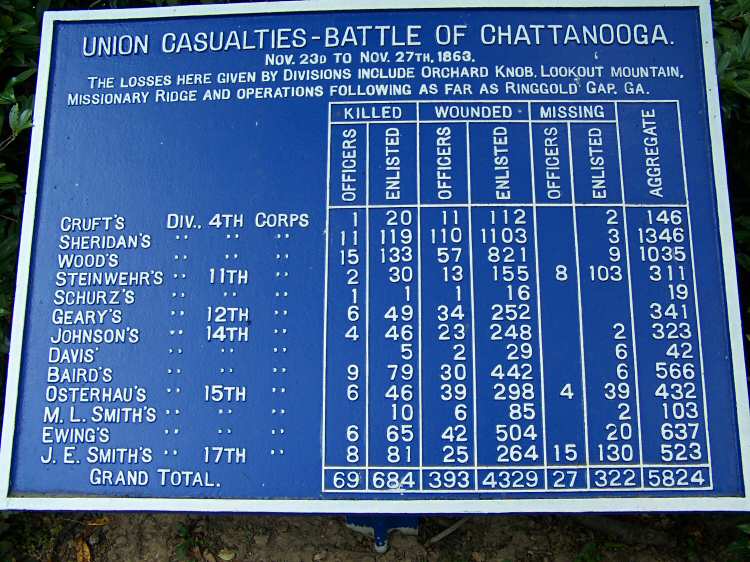 UNION CASUALTIES-BATTLE OF CHATTANOOGA.
NOV. 23D TO NOV. 27TH, 1863.
THE LOSSES HERE GIVEN BY DIVISIONS INCLUDE ORCHARD KNOB, LOOKOUT MOUNTAIN,
MISSIONARY RIDGE AND OPERATIONS FOLLOWING AS FAR AS RINGGOLD GAP, GA.
KILLED WOUNDED MISSING
OFFICERS ENLISTED OFFICERS ENLISTED OFFICERS ENLISTED AGGREGATE
CRUFT'S DIV., 4TH CORPS 1 20 11 112 2 146
SHERIDAN'S " " " 11 119 110 1103 3 1346
WOOD'S " " " 15 133 57 821 9 1035
STEINWEHR'S " 11TH " 2 30 13 155 8 103 311
SCHURZ'S " " " 1 1 1 16 19
GEARY'S " 12TH " 6 49 34 252 341
JOHNSON'S " 14TH " 4 46 23 248 2 323
DAVIS' " " " 5 2 29 6 42
BAIRD'S " " " 9 79 30 442 6 566
OSTERHAU'S " 15TH " 6 46 39 298 4 39 432
M. L. SMITH'S " " " 10 6 85 2 103
EWING'S " " " 6 65 42 504 20 637
J. E. SMITH'S " 17TH " 8 81 25 264 15 130 523
GRAND TOTAL. 69 684 393 4329 27 322 5824